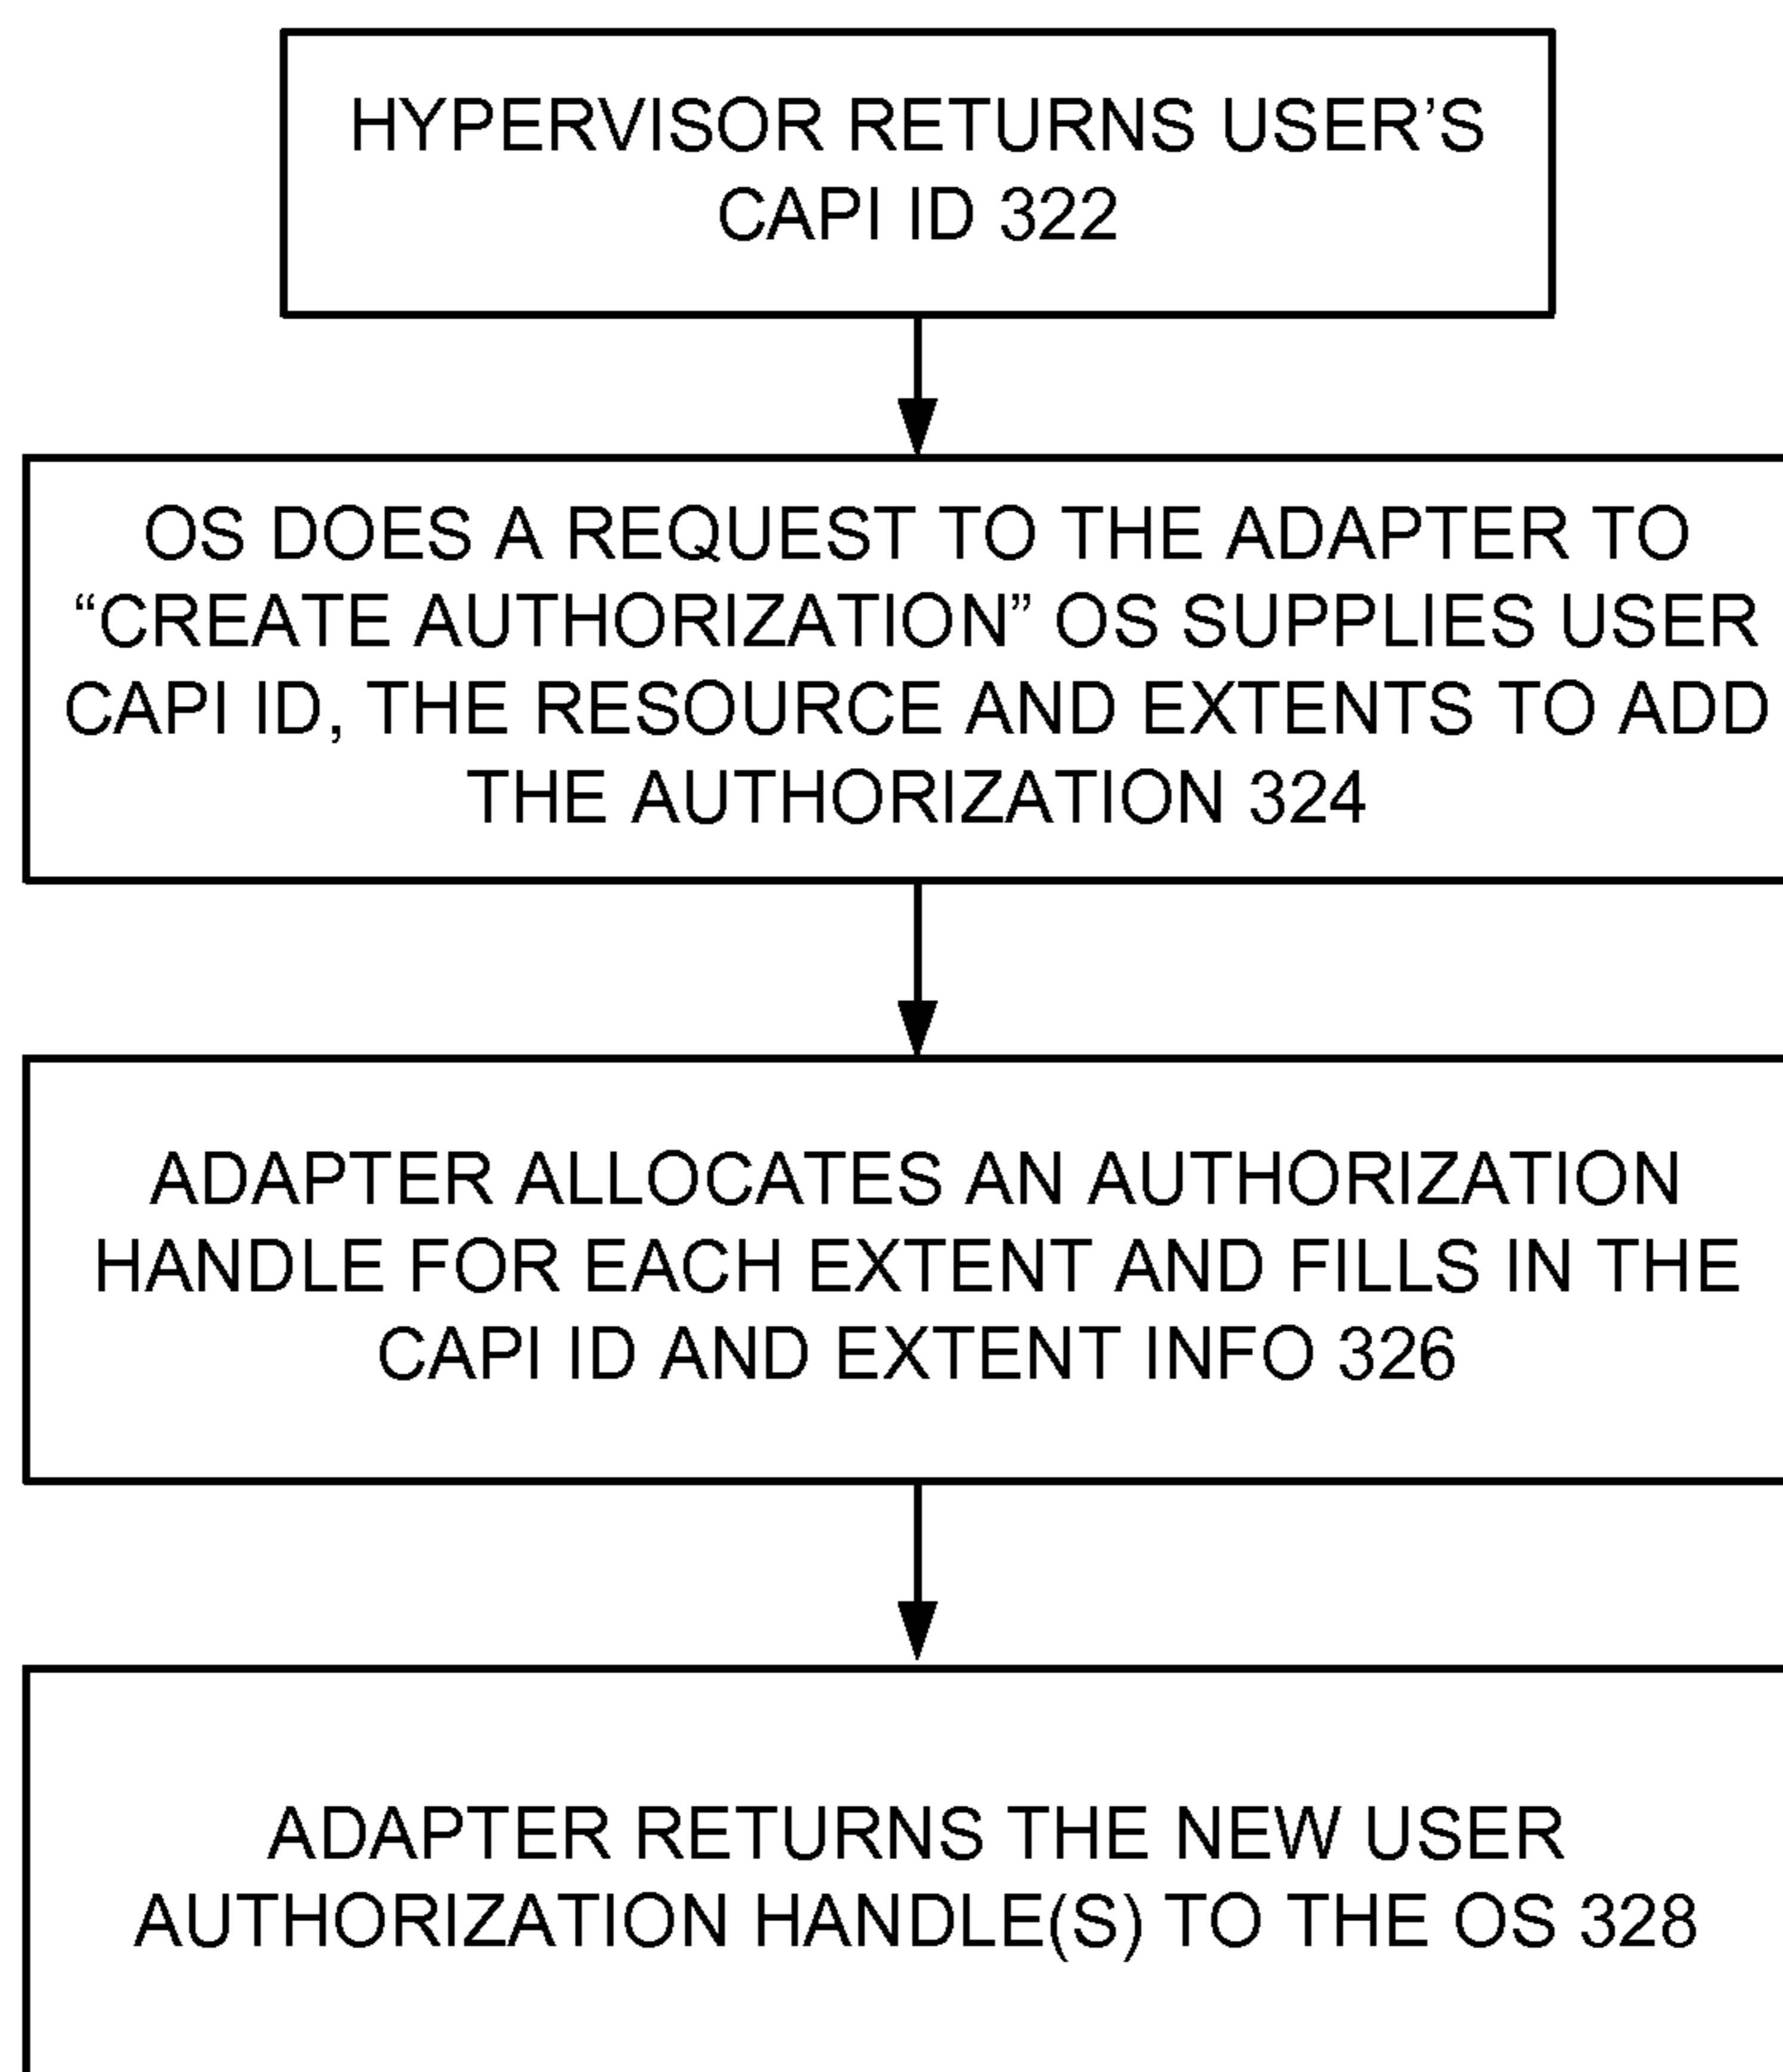 HYPERVISOR RETURNS USER’S
CAPI ID 322
OS DOES A REQUEST TO THE ADAPTER TO
“CREATE AUTHORIZATION” OS SUPPLIES USER
CAPI ID, THE RESOURCE AND EXTENTS TO ADD
THE AUTHORIZATION 324
ADAPTER ALLOCATES AN AUTHORIZATION
HANDLE FOR EACH EXTENT AND FILLS IN THE
CAPI ID AND EXTENT INFO 326
ADAPTER RETURNS THE NEW USER
AUTHORIZATION HANDLE(S) TO THE OS 328